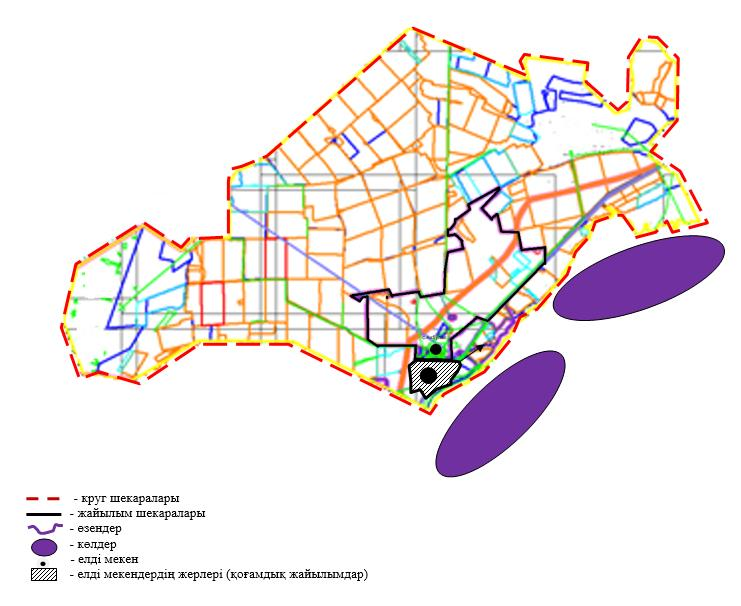 - круг шекаралары
- жайылым шекаралары
- өзендер
- көлдер
- елді мекен
- елді мекендердің жерлері (қоғамдық жайылымдар)